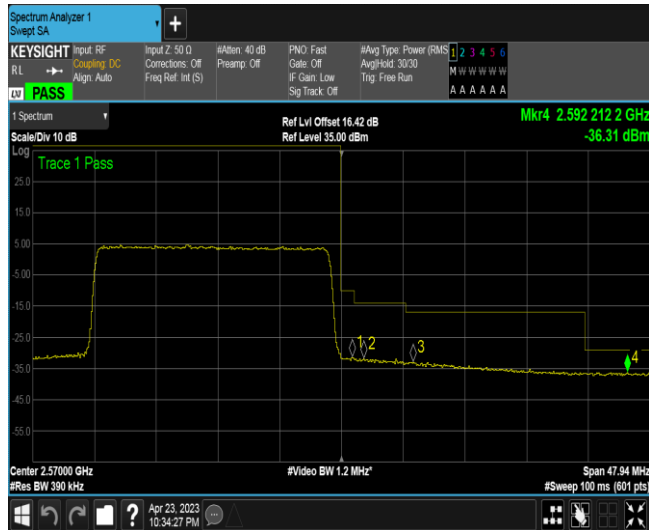 Spectrum Analyzer 1
Swept SA
+
KEYSIGHT
RL
LXI PASS
Input: RF
Coupling: DC
Align: Auto
Input Z: 50 Ω
Corrections: Off
Freq Ref: Int (S)
#Atten: 40 dB
Preamp: Off
PNO: Fast
Gate: Off
IF Gain: Low
Sig Track: Off
#Avg Type: Power (RMS
Avg|Hold: 30/30
Trig: Free Run
1 2 3 4 5 6
M W W W W W
A A A A A A
1 Spectrum
Scale/Div 10 dB
Ref Lvl Offset 16.42 dB
Ref Level 35.00 dBm
Mkr4 2.592 212 2 GHz
-36.31 dBm
Log
Trace 1 Pass
25.0
15.0
5.00
-5.00
-15.0
-25.0
-35.0
-45.0
-55.0
1
2
3
4
Center 2.57000 GHz
#Video BW 1.2 MHz*
Span 47.94 MHz
#Res BW 390 kHz
#Sweep 100 ms (601 pts)
?
Apr 23, 2023
10:34:27 PM